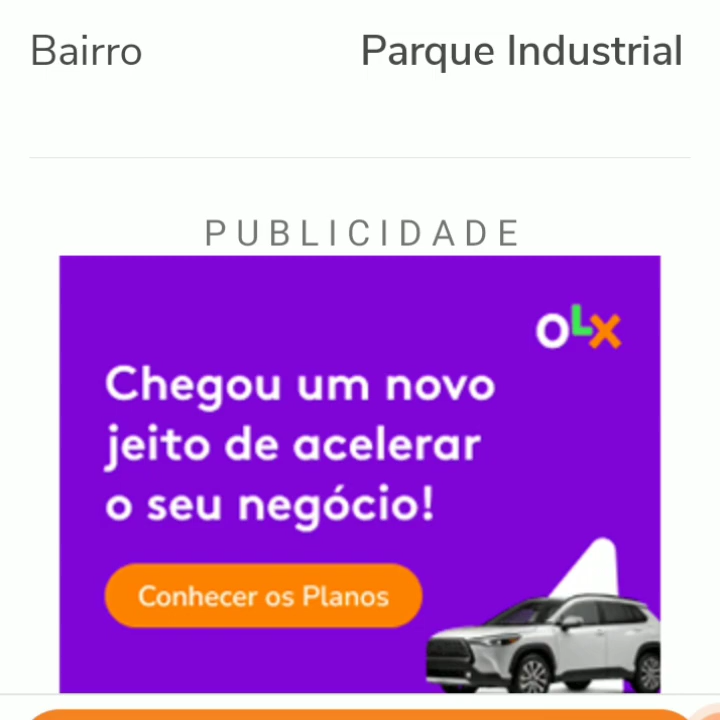 Bairro Parque Industrial
PUBLICIDADE
OLX
Chegou um novo
jeito de acelerar
o seu negócio!
Conhecer os Planos